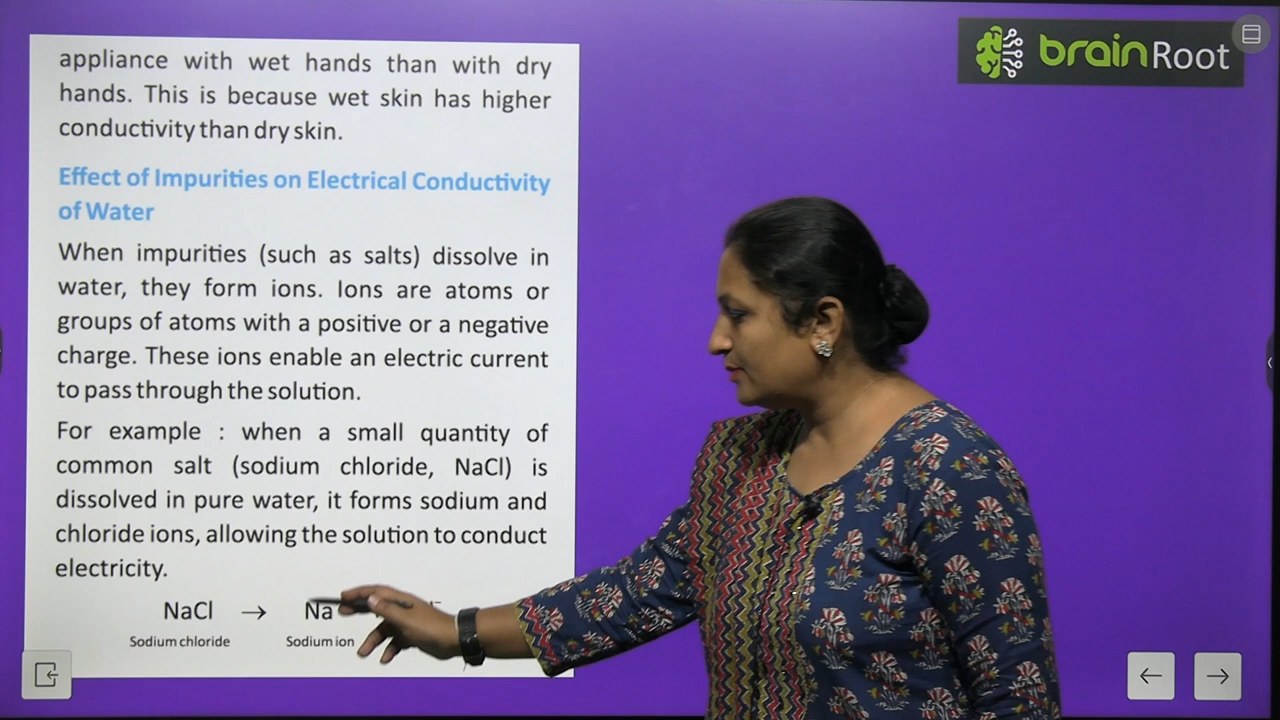 brainRoot
appliance with wet hands than with dry
hands. This is because wet skin has higher
conductivity than dry skin.
Effect of Impurities on Electrical Conductivity
of Water
When impurities (such as salts) dissolve in
water, they form ions. Ions are atoms or
groups of atoms with a positive or a negative
charge. These ions enable an electric current
to pass through the solution.
For example : when a small quantity of
common salt (sodium chloride, NaCl) is
dissolved in pure water, it forms sodium and
chloride ions, allowing the solution to conduct
electricity.
NaCl → Na
Sodium chloride Sodium ion